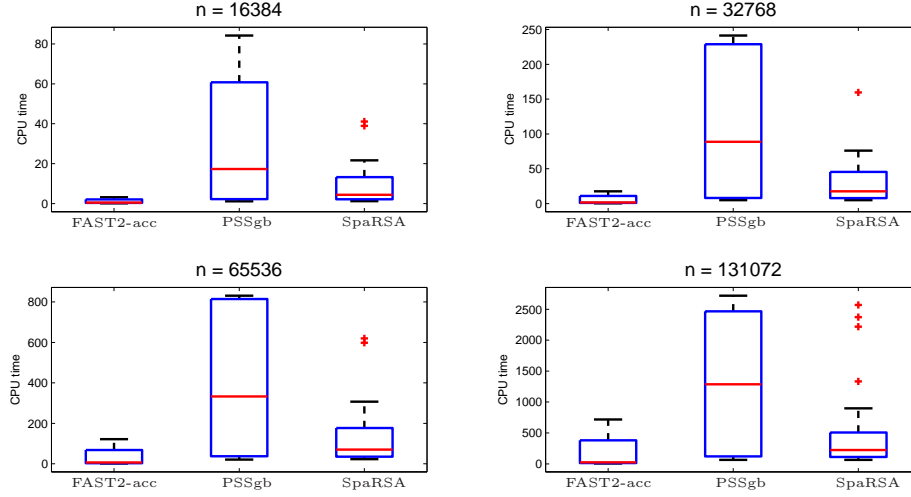 n = 16384
CPU time
80
60
40
20
0
FAST2-acc PSSgb SpaRSA
n = 32768
CPU time
250
200
150
100
50
0
FAST2-acc PSSgb SpaRSA
n = 65536
CPU time
800
600
400
200
0
FAST2-acc PSSgb SpaRSA
n = 131072
CPU time
2500
2000
1500
1000
500
0
FAST2-acc PSSgb SpaRSA